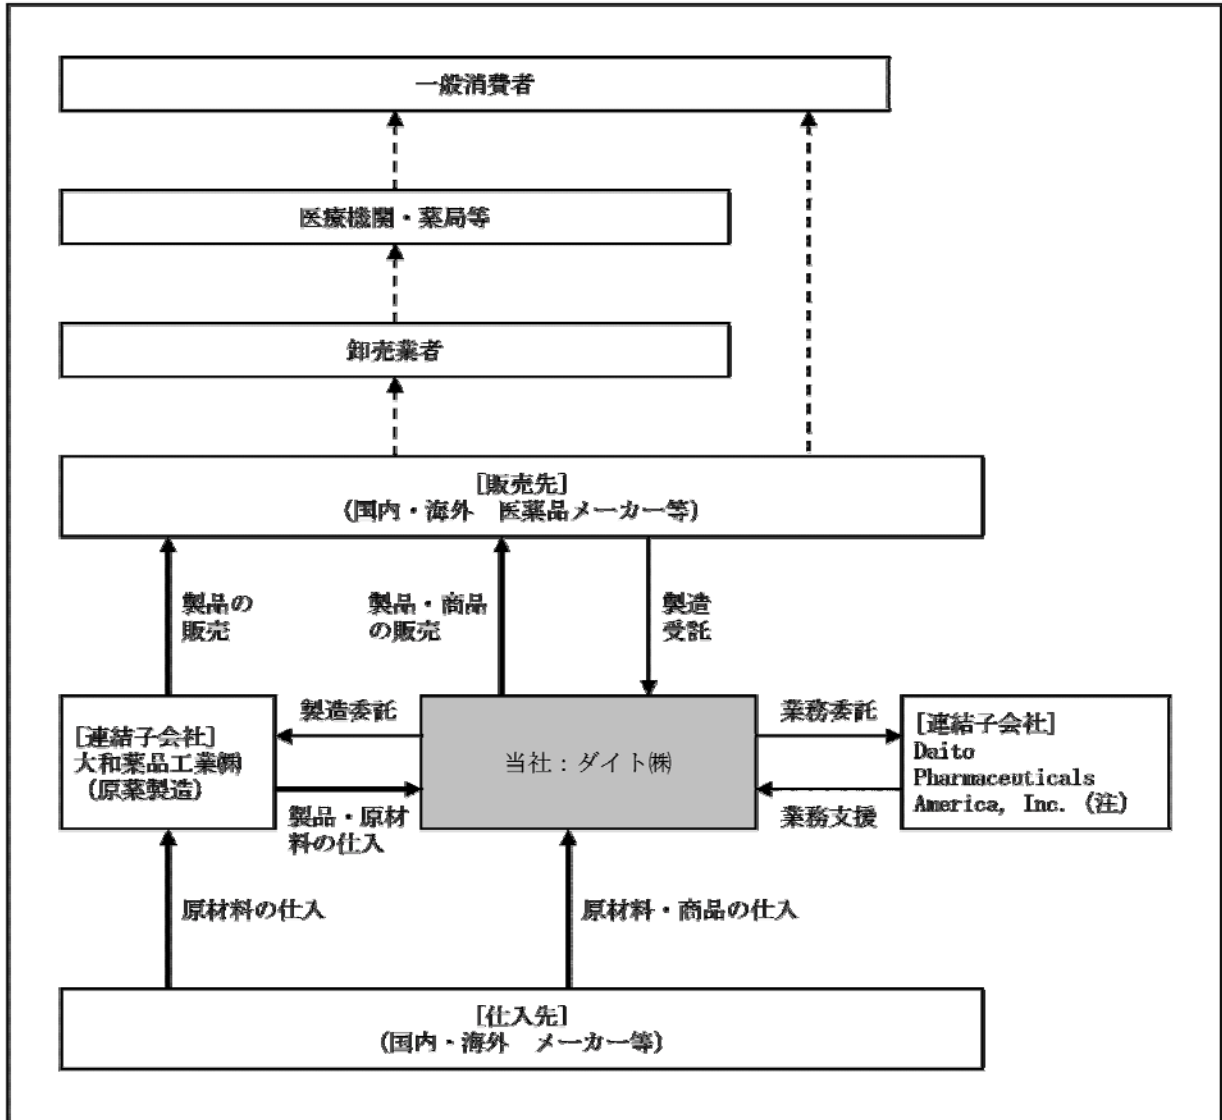 一般消費者
医療機関・薬局等
卸売業者
[販売先]
(国内・海外　医薬品メーカー等)
製品の
販売
製品・商品
の販売
製造
受託
[連結子会社]
大和薬品工業㈱
(原薬製造)
製造委託
製品・原材
料の仕入
当社：ダイト㈱
業務委託
業務支援
[連結子会社]
Daito
Pharmaceuticals
America, Inc. (注)
原材料の仕入
原材料・商品の仕入
[仕入先]
(国内・海外　メーカー等)